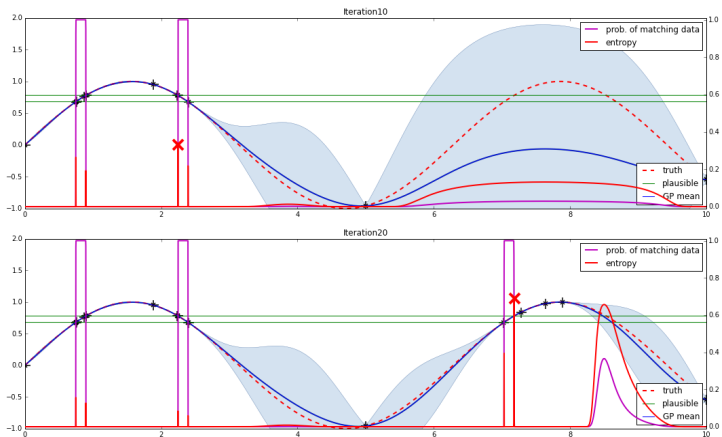 Iteration10
2.0
1.5
1.0
0.5
0.0
−0.5
−1.0
1.0
0.8
0.6
0.4
0.2
0.0
prob. of matching data
entropy
truth
plausible
GP mean
0 2 4 6 8 10
Iteration20
2.0
1.5
1.0
0.5
0.0
−0.5
−1.0
1.0
0.8
0.6
0.4
0.2
0.0
prob. of matching data
entropy
truth
plausible
GP mean
0 2 4 6 8 10